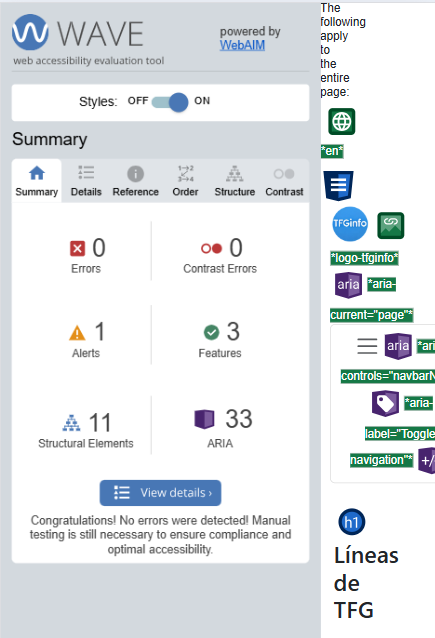 WAVE
powered by
WebAIM
web accessibility evaluation tool
Styles: OFF ON
Summary
Summary Details Reference Order Structure Contrast
0
Errors
0
Contrast Errors
1
Alerts
3
Features
11
Structural Elements
33
ARIA
View details ›
Congratulations! No errors were detected! Manual
testing is still necessary to ensure compliance and
optimal accessibility.
The
following
apply
to
the
entire
page:
*en*
TFGinfo
*logo-tfginfo*
aria *aria-
current="page"*
aria *ari
controls="navbarN
*aria-
label="Toggle
navigation"*
h1
Líneas
de
TFG